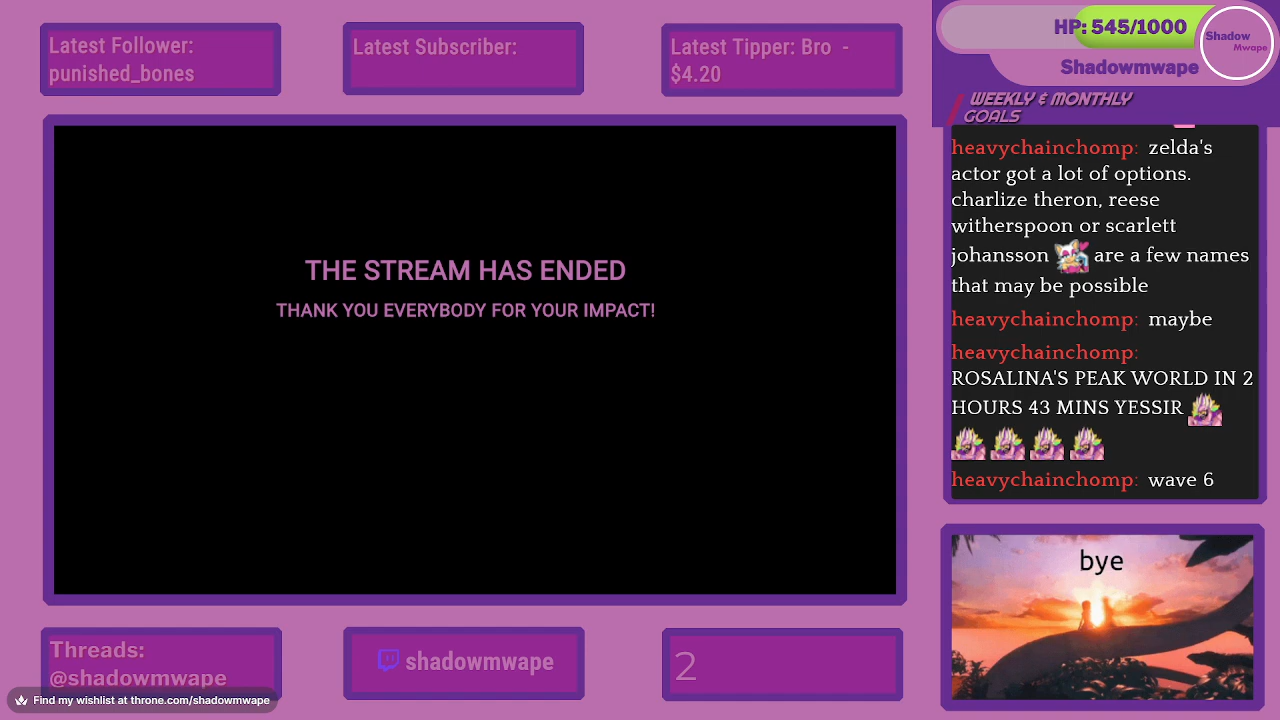 Latest Follower:
punished_bones
Latest Subscriber:
Latest Tipper: Bro -
$4.20
HP: 545/1000
Shadow
Mwape
Shadowmwape
WEEKLY & MONTHLY
GOALS
THE STREAM HAS ENDED
THANK YOU EVERYBODY FOR YOUR IMPACT!
heavychainchomp: zelda's
actor got a lot of options.
charlize theron, reese
witherspoon or scarlett
johansson are a few names
that may be possible
heavychainchomp: maybe
heavychainchomp:
ROSALINA'S PEAK WORLD IN 2
HOURS 43 MINS YESSIR
heavychainchomp: wave 6
bye
Threads:
@shadowmwape
shadowmwape
2
Find my wishlist at throne.com/shadowmwape